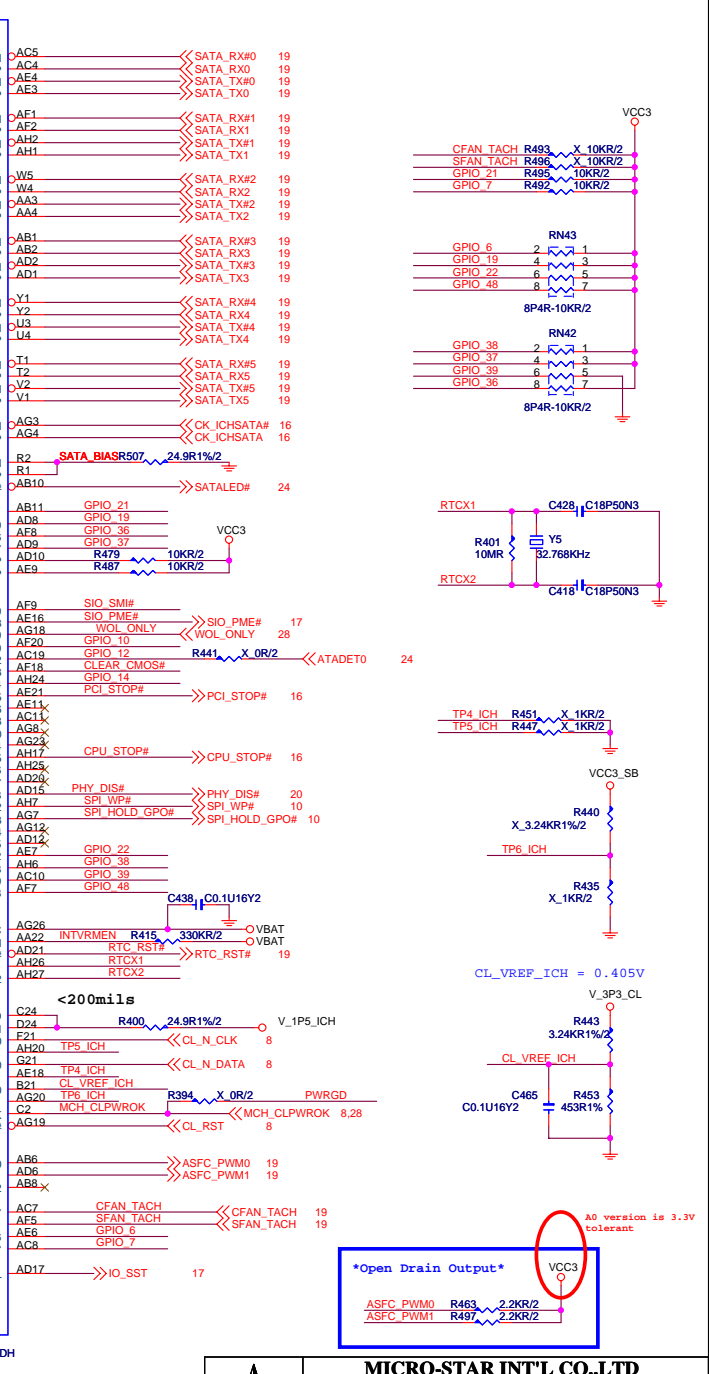 AC5 SATA_RX#0 19
AC4 SATA_RX0 19
AE4 SATA_TX#0 19
AE3 SATA_TX0 19
AF1 SATA_RX#1 19
AF2 SATA_RX1 19
AH2 SATA_TX#1 19
AH1 SATA_TX1 19
W5 SATA_RX#2 19
W4 SATA_RX2 19
AA3 SATA_TX#2 19
AA4 SATA_TX2 19
AB1 SATA_RX#3 19
AB2 SATA_RX3 19
AD2 SATA_TX#3 19
AD1 SATA_TX3 19
Y1 SATA_RX#4 19
Y2 SATA_RX4 19
U3 SATA_TX#4 19
U4 SATA_TX4 19
T1 SATA_RX#5 19
T2 SATA_RX5 19
V2 SATA_TX#5 19
V1 SATA_TX5 19
AG3 CK_ICHSATA# 16
AG4 CK_ICHSATA 16
R2 SATA_BIAS R507 24.9R1%/2
R1
AB10 SATALED# 24
AB11 GPIO_21
AD8 GPIO_19
AF8 GPIO_36
AD9 GPIO_37
VCC3
AD10 R479 10KR/2
AE9 R487 10KR/2
AF9 SIO_SMI#
AE16 SIO_PME# SIO_PME# 17
AG18 WOL_ONLY WOL_ONLY 28
AF20 GPIO_10
AC19 GPIO_12 R441 X_0R/2 ATADET0 24
AF18 CLEAR_CMOS#
AH24 GPIO_14
AE21 PCI_STOP# PCI_STOP# 16
AE11
AC11
AG8
AG23
AH17 CPU_STOP# CPU_STOP# 16
AH25
AD20
AD15 PHY_DIS# PHY_DIS# 20
AH7 SPI_WP# SPI_WP# 10
AG7 SPI_HOLD_GPO# SPI_HOLD_GPO# 10
AG12
AD12
AE7 GPIO_22
AH6 GPIO_38
AC10 GPIO_39
AF7 GPIO_48
C438 C0.1U16Y2
AG26 VBAT
AA22 INTVRMEN R415 330KR/2 VBAT
AD21 RTC_RST# RTC_RST# 19
AH26 RTCX1
AH27 RTCX2
<200mils
C24
D24 R400 24.9R1%/2 V_1P5_ICH
F21 CL_N_CLK 8
AH20 TP5_ICH
G21 CL_N_DATA 8
AE18 TP4_ICH
B21 CL_VREF_ICH
AG20 TP6_ICH R394 X_0R/2 PWRGD
C2 MCH_CLPWROK MCH_CLPWROK 8,28
AG19 CL_RST 8
AB6 ASFC_PWM0 19
AD6 ASFC_PWM1 19
AB8
AC7 CFAN_TACH CFAN_TACH 19
AF5 SFAN_TACH SFAN_TACH 19
AE6 GPIO_6
AC8 GPIO_7
AD17 IO_SST 17
DH
VCC3
CFAN_TACH R493 X_10KR/2
SFAN_TACH R496 X_10KR/2
GPIO_21 R495 10KR/2
GPIO_7 R492 10KR/2
RN43
GPIO_6 2 1
GPIO_19 4 3
GPIO_22 6 5
GPIO_48 8 7
8P4R-10KR/2
RN42
GPIO_38 2 1
GPIO_37 4 3
GPIO_39 6 5
GPIO_36 8 7
8P4R-10KR/2
RTCX1 C428 C18P50N3
R401 Y5
10MR 32.768KHz
RTCX2 C418 C18P50N3
TP4_ICH R451 X_1KR/2
TP5_ICH R447 X_1KR/2
VCC3_SB
R440
X_3.24KR1%/2
TP6_ICH
R435
X_1KR/2
CL_VREF_ICH = 0.405V
V_3P3_CL
R443
3.24KR1%/2
CL_VREF_ICH
C465 R453
C0.1U16Y2 453R1%
A0 version is 3.3V
tolerant
*Open Drain Output* VCC3
ASFC_PWM0 R463 2.2KR/2
ASFC_PWM1 R497 2.2KR/2
MICRO-STAR INT'L CO.,LTD